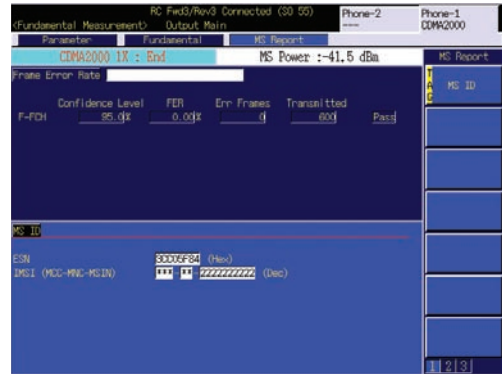 RC Fwd3/Rev3 Connected (SO 55)
<Fundamental Measurement> Output Main
Phone-2
----
Phone-1
CDMA2000
Parameter Fundamental MS Report
CDMA2000 1X : End MS Power :-41.5 dBm
MS Report
Frame Error Rate
TAG
MS ID
Confidence Level FER Err Frames Transmitted
F-FCH 95.0% 0.00% 0 600 Pass
MS ID
ESN 3CC05F84 (Hex)
IMSI (MCC-MNC-MSIN) ***-**-ZZZZZZZZZZ (Dec)
1 2 3